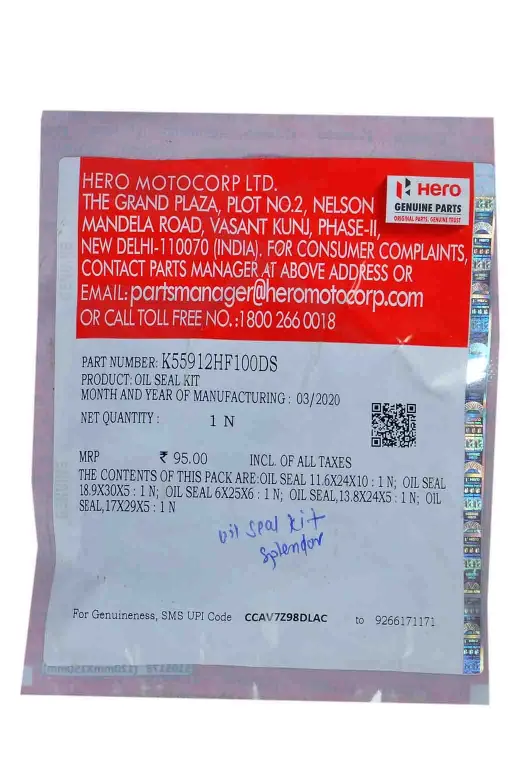 HERO MOTOCORP LTD.
THE GRAND PLAZA, PLOT NO.2, NELSON
MANDELA ROAD, VASANT KUNJ, PHASE-II,
NEW DELHI-110070 (INDIA). FOR CONSUMER COMPLAINTS,
CONTACT PARTS MANAGER AT ABOVE ADDRESS OR
EMAIL: partsmanager@heromotocorp.com
OR CALL TOLL FREE NO.:1800 266 0018
Hero
GENUINE PARTS
ORIGINAL PARTS, GENUINE TRUST
PART NUMBER: K55912HF100DS
PRODUCT: OIL SEAL KIT
MONTH AND YEAR OF MANUFACTURING : 03/2020
NET QUANTITY : 1 N
MRP ₹ 95.00 INCL. OF ALL TAXES
THE CONTENTS OF THIS PACK ARE:OIL SEAL 11.6X24X10 : 1 N; OIL SEAL
18.9X30X5 : 1 N; OIL SEAL 6X25X6 : 1 N; OIL SEAL,13.8X24X5 : 1 N; OIL
SEAL,17X29X5 : 1 N
oil seal kit
splendor
For Genuineness, SMS UPI Code CCAV7Z98DLAC to 9266171171